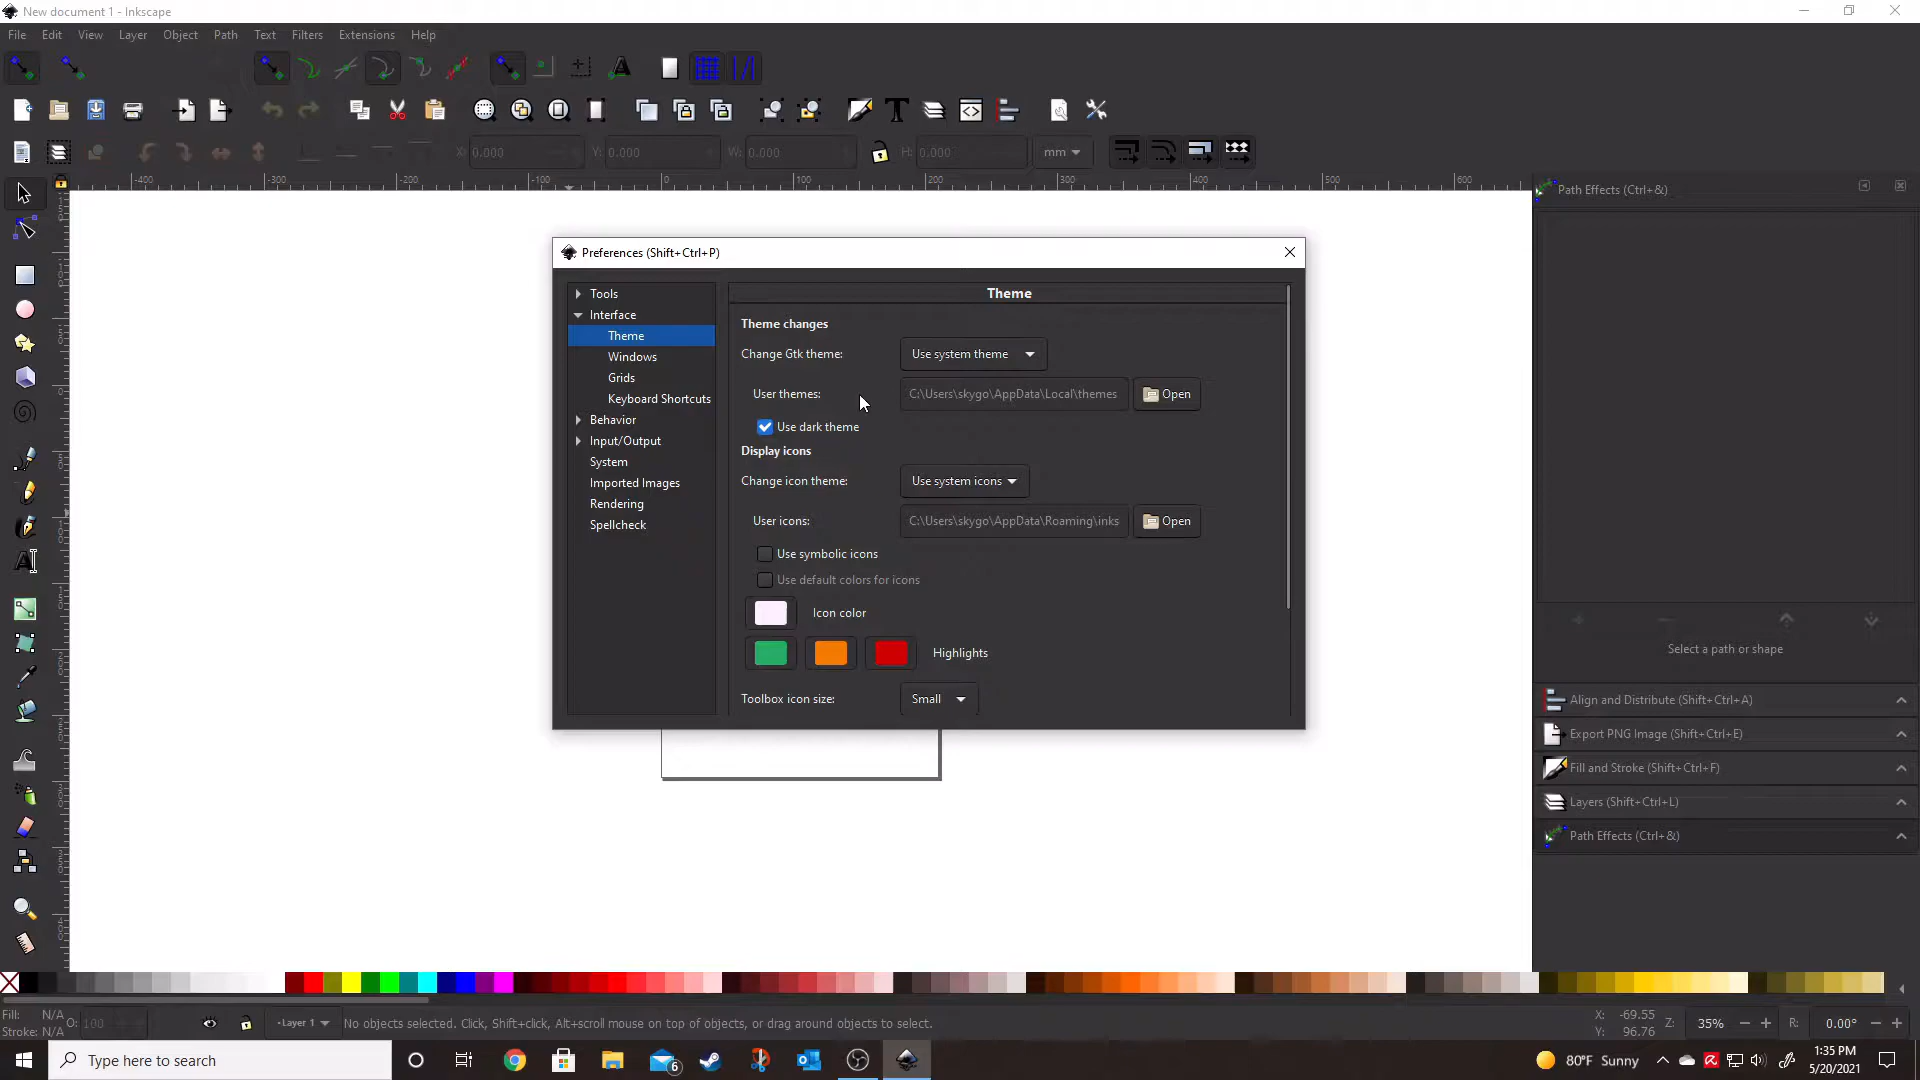 New document 1 - Inkscape
File Edit View Layer Object Path Text Filters Extensions Help
X: 0.000 Y: 0.000 W: 0.000 H: 0.000 mm
-400 -300 -200 -100 0 100 200 300 400 500 600
Path Effects (Ctrl+&)
Preferences (Shift+Ctrl+P)
Tools
Interface
Theme
Windows
Grids
Keyboard Shortcuts
Behavior
Input/Output
System
Imported Images
Rendering
Spellcheck
Theme
Theme changes
Change Gtk theme: Use system theme
User themes: C:\Users\skygo\AppData\Local\themes Open
Use dark theme
Display icons
Change icon theme: Use system icons
User icons: C:\Users\skygo\AppData\Roaming\inks Open
Use symbolic icons
Use default colors for icons
Icon color
Highlights
Toolbox icon size: Small
Select a path or shape
Align and Distribute (Shift+Ctrl+A)
Export PNG Image (Shift+Ctrl+E)
Fill and Stroke (Shift+Ctrl+F)
Layers (Shift+Ctrl+L)
Path Effects (Ctrl+&)
Fill: N/A
Stroke: N/A
O: 100
Layer 1
No objects selected. Click, Shift+click, Alt+scroll mouse on top of objects, or drag around objects to select.
X: -69.55
Y: 96.76
Z: 35% R: 0.00°
Type here to search
6
80°F Sunny
1:35 PM
5/20/2021